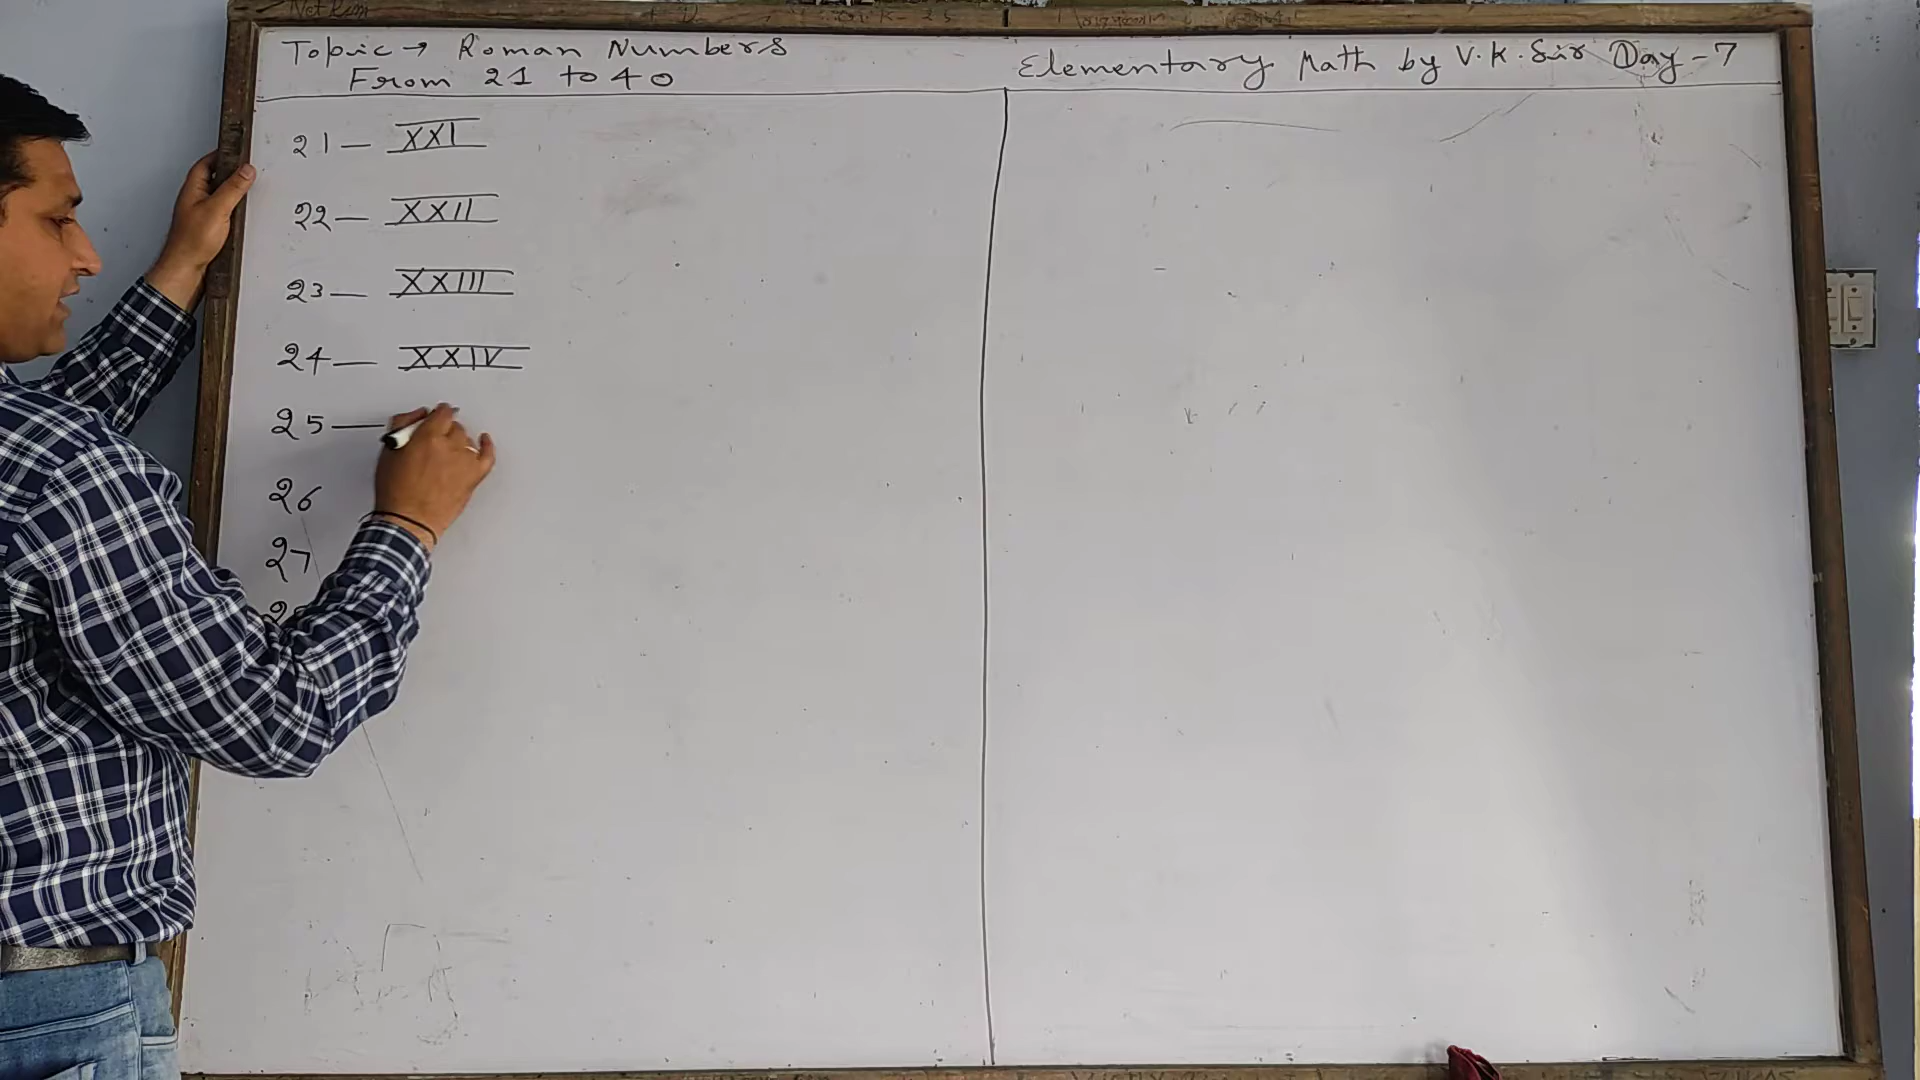 Topic → Roman Numbers
From 21 to 40
Elementary Math by V.K. Sir Day-7
21 — XXI
22 — XXII
23 — XXIII
24 — XXIV
25 —
26
27